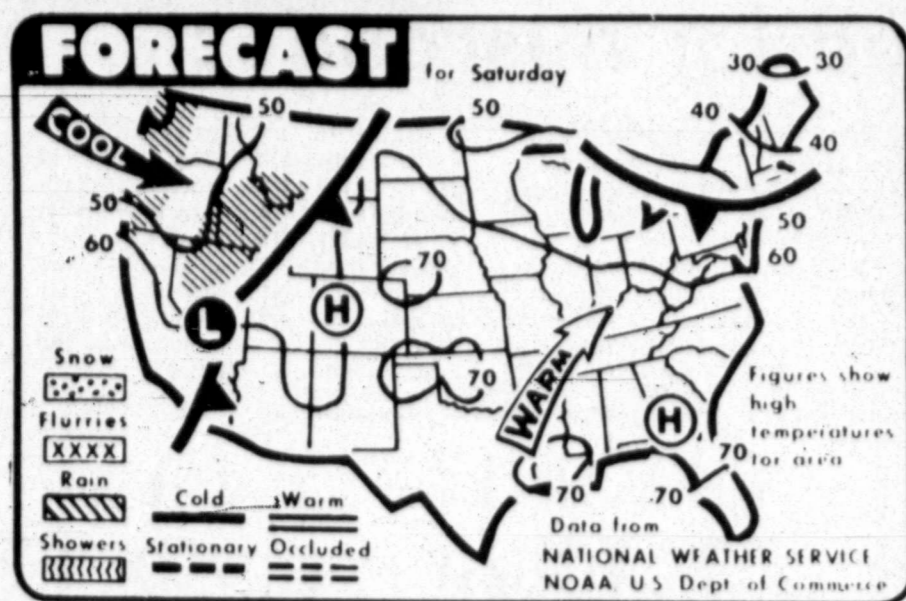 FORECAST
for Saturday
30 30
50 50 40
COOL
40
50
50
60 60
70
L H
70
WARM
H
Snow
Figures show
high
temperatures
for area
Flurries
XXXX
Rain
70
70 70
Cold Warm
Showers Stationary Occluded
Data from
NATIONAL WEATHER SERVICE
NOAA, U S Dept of Commerce